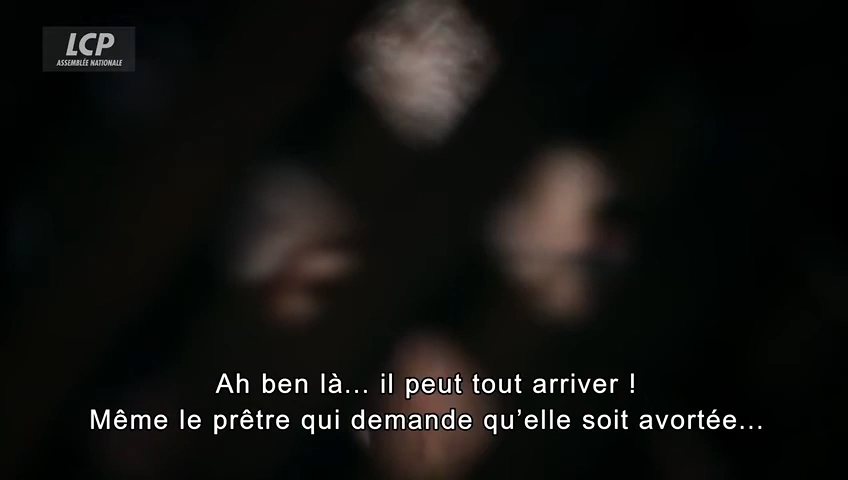 LCP
ASSEMBLÉE NATIONALE
Ah ben là... il peut tout arriver !
Même le prêtre qui demande qu'elle soit avortée...